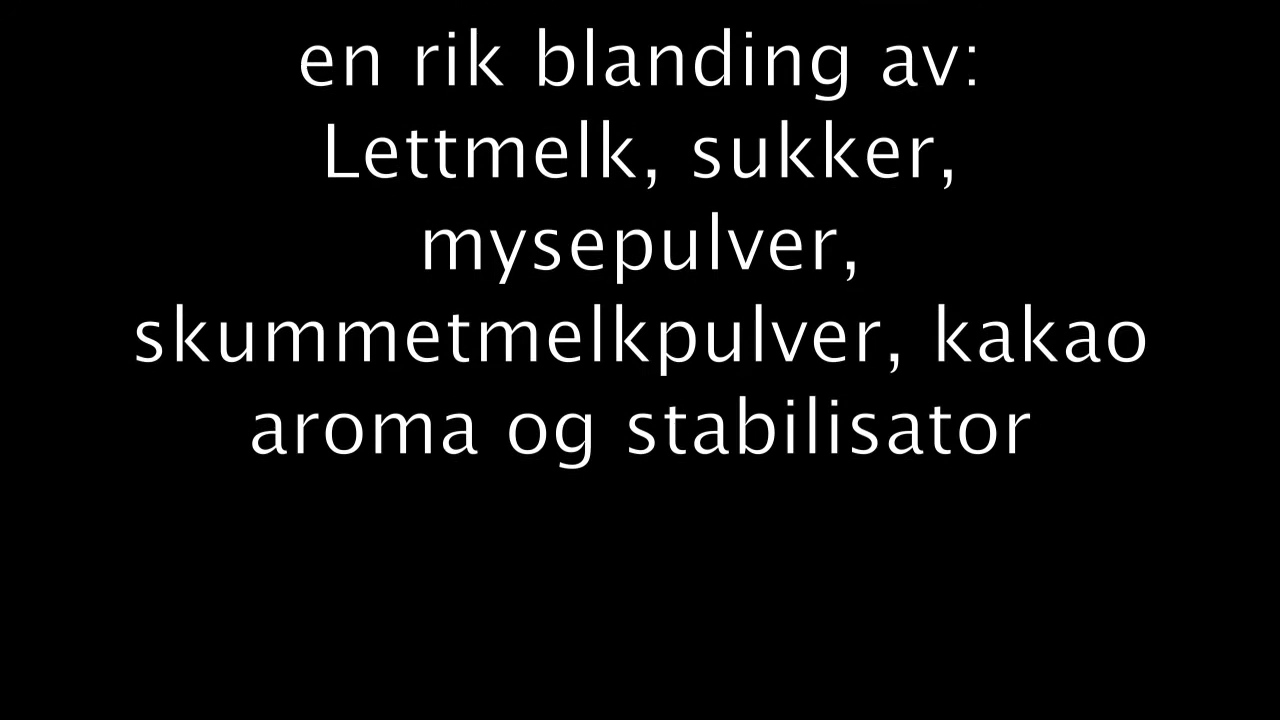 en rik blanding av:
Lettmelk, sukker,
mysepulver,
skummetmelkpulver, kakao
aroma og stabilisator